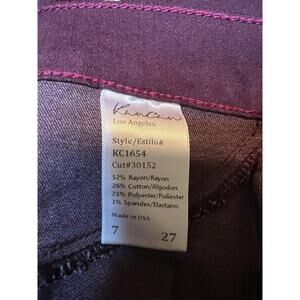 KanCan
Los Angeles
Style/Estilo#
KC1654
Cut#30152
52% Rayon/Rayon
26% Cotton/Algodon
21% Polyester/Poliester
1% Spandex/Elastano
Made in USA
7 27